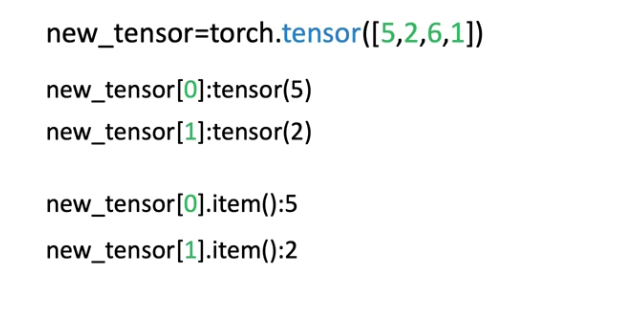 new_tensor=torch.tensor([5,2,6,1])
new_tensor[0]:tensor(5)
new_tensor[1]:tensor(2)
new_tensor[0].item():5
new_tensor[1].item():2